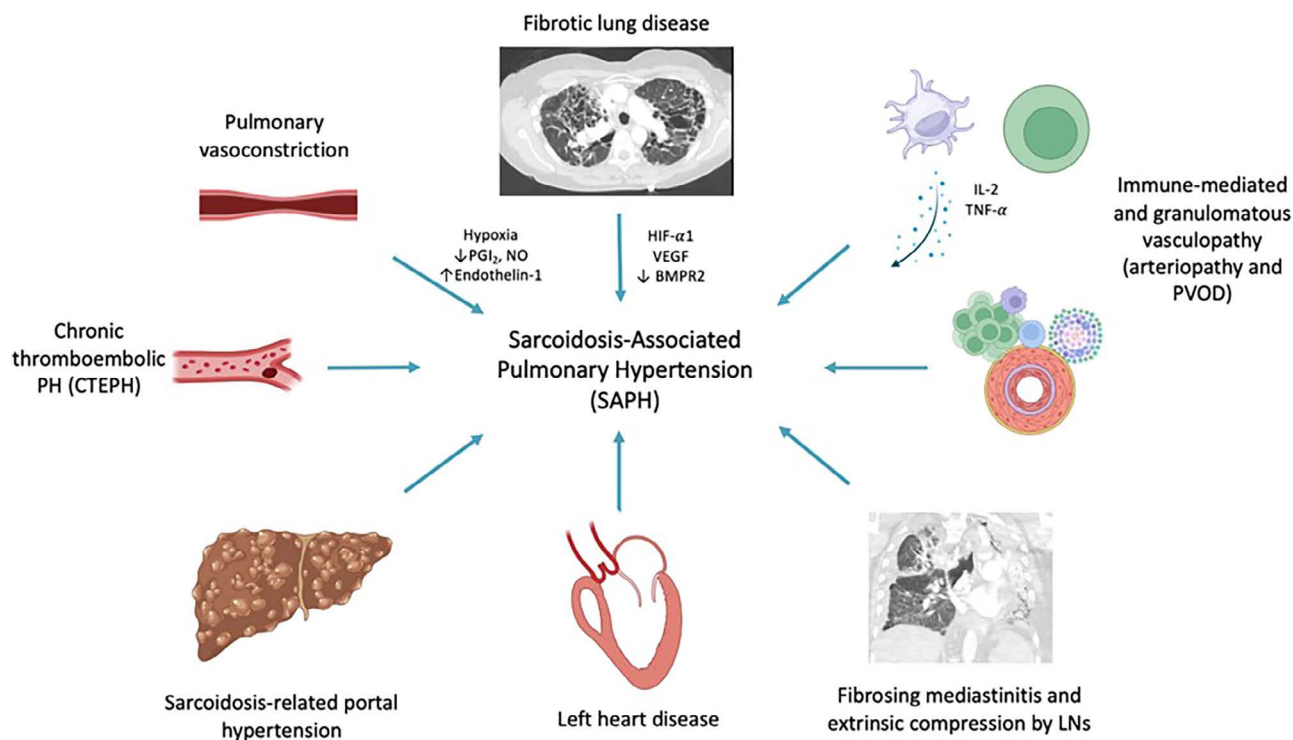 Fibrotic lung disease
Pulmonary
vasoconstriction
Hypoxia
↓PGI₂, NO
↑Endothelin-1
HIF-α1
VEGF
↓ BMPR2
IL-2
TNF-α
Immune-mediated
and granulomatous
vasculopathy
(arteriopathy and
PVOD)
Chronic
thromboembolic
PH (CTEPH)
Sarcoidosis-Associated
Pulmonary Hypertension
(SAPH)
Sarcoidosis-related portal
hypertension
Left heart disease
Fibrosing mediastinitis and
extrinsic compression by LNs